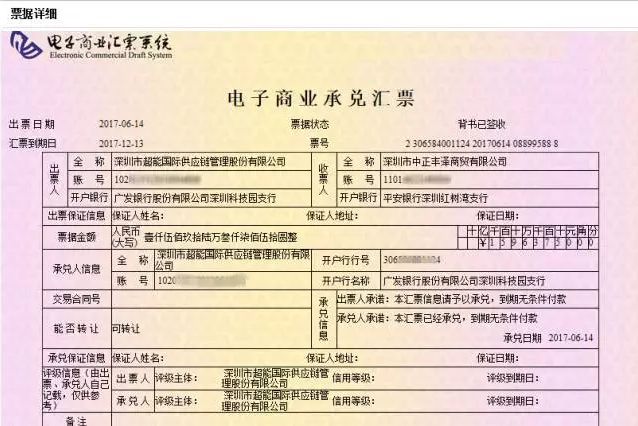 票据详细
电子商业汇票系统
Electronic Commercial Draft System
电子商业承兑汇票
出票日期 2017-06-14 票据状态 背书已签收
汇票到期日 2017-12-13 票号 2 306584001124 20170614 08899588 8
出票人 全 称 深圳市超能国际供应链管理股份有限公司 收票人 全 称 深圳市中正丰泽商贸有限公司
账 号 102 账 号 1101
开户银行 广发银行股份有限公司深圳科技园支行 开户银行 平安银行深圳红树湾支行
出票保证信息 保证人姓名: 保证人地址: 保证日期:
票据金额 人民币(大写) 壹仟伍佰玖拾陆万叁仟柒佰伍拾圆整 十亿千百十万千百十元角分
¥1596375000
承兑人信息 全 称 深圳市超能国际供应链管理股份有限公司 开户行行号 306
账 号 1020 开户行名称 广发银行股份有限公司深圳科技园支行
交易合同号 承兑信息 出票人承诺:本汇票信息请予以承兑,到期无条件付款
能否转让 可转让 承兑人承兑:本汇票已经承兑,到期无条件付款
承兑日期 2017-06-14
承兑保证信息 保证人姓名: 保证人地址: 保证日期:
评级信息(由出票、承兑人自己记载,仅供参考) 出票人 评级主体: 深圳市超能国际供应链管理股份有限公司 信用等级: 评级到期日:
承兑人 评级主体: 深圳市超能国际供应链管理股份有限公司 信用等级: 评级到期日:
备注